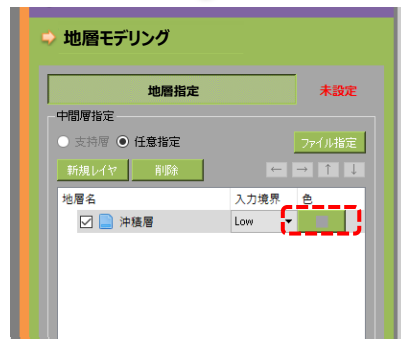 地層モデリング
地層指定 未設定
中間層指定
支持層 任意指定 ファイル指定
新規レイヤ 削除 ← → ↑ ↓
地層名 入力境界 色
沖積層 Low